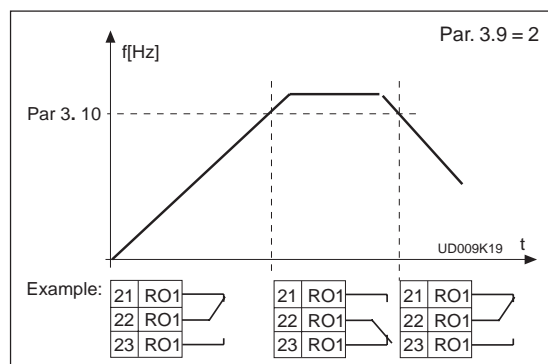 Par. 3.9 = 2
f[Hz]
Par 3. 10
UD009K19
t
Example:
21 RO1
22 RO1
23 RO1
21 RO1
22 RO1
23 RO1
21 RO1
22 RO1
23 RO1